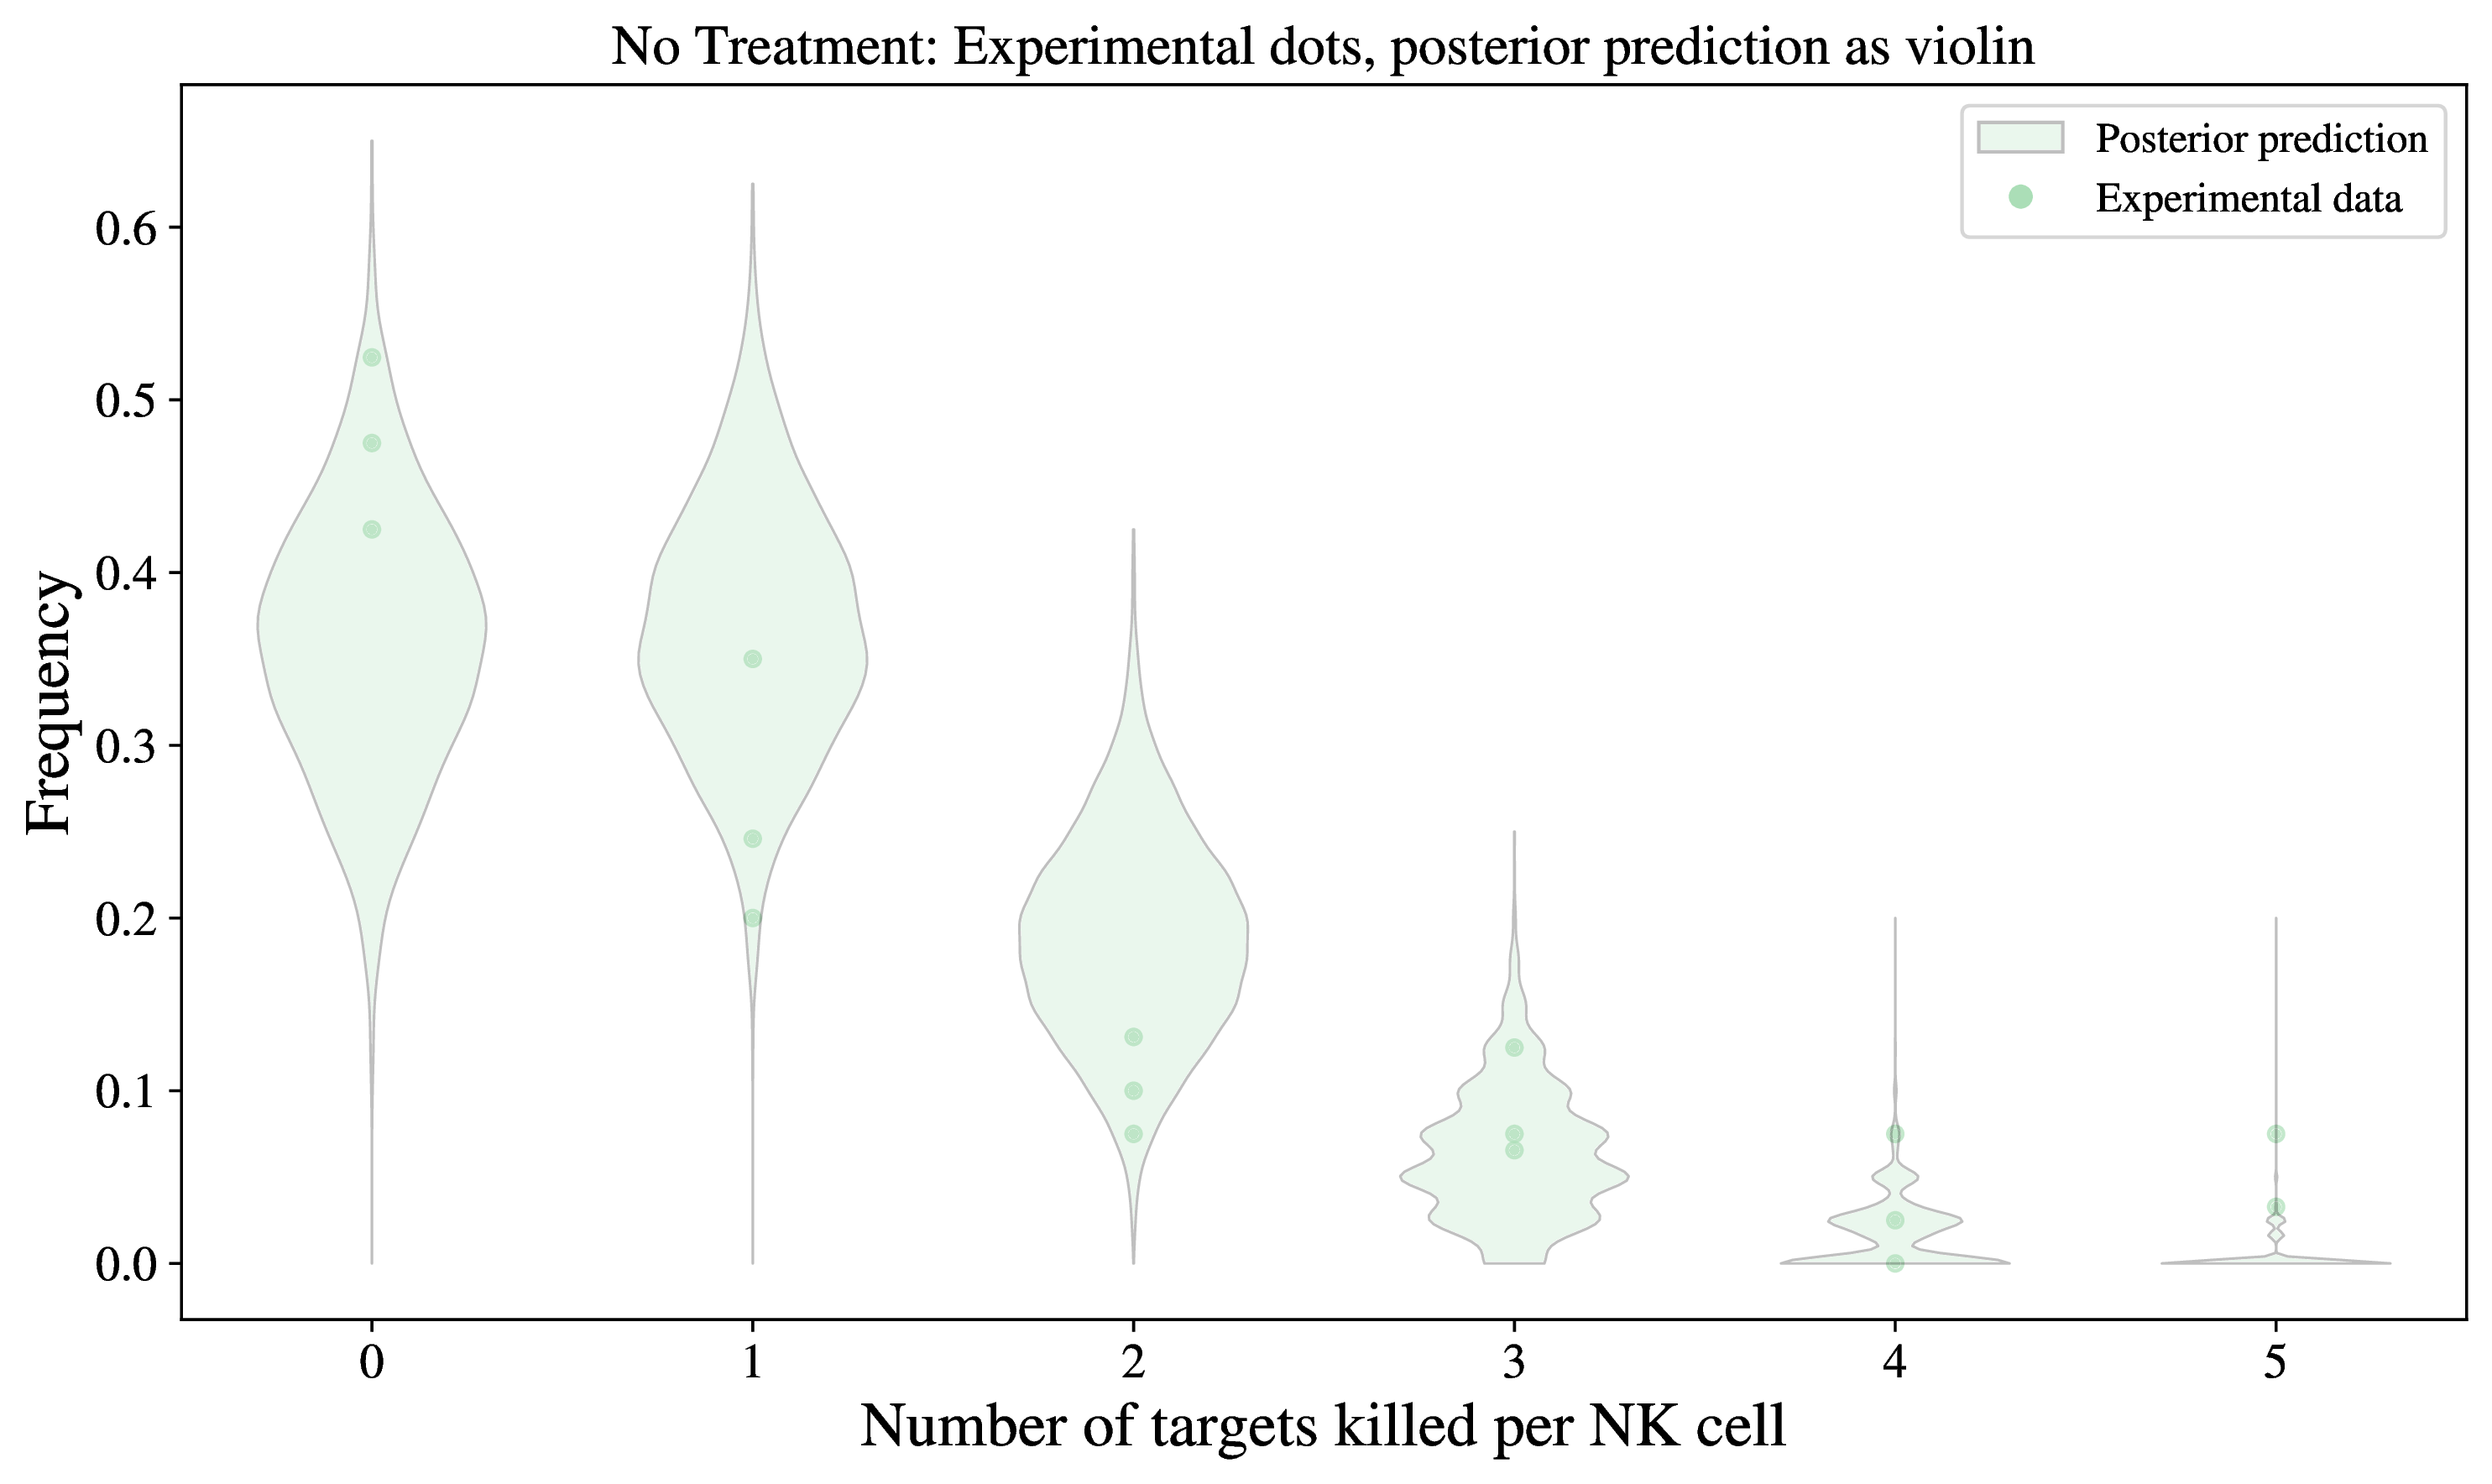 No Treatment: Experimental dots, posterior prediction as violin
Posterior prediction
Experimental data
Frequency
0.6
0.5
0.4
0.3
0.2
0.1
0.0
0 1 2 3 4 5
Number of targets killed per NK cell